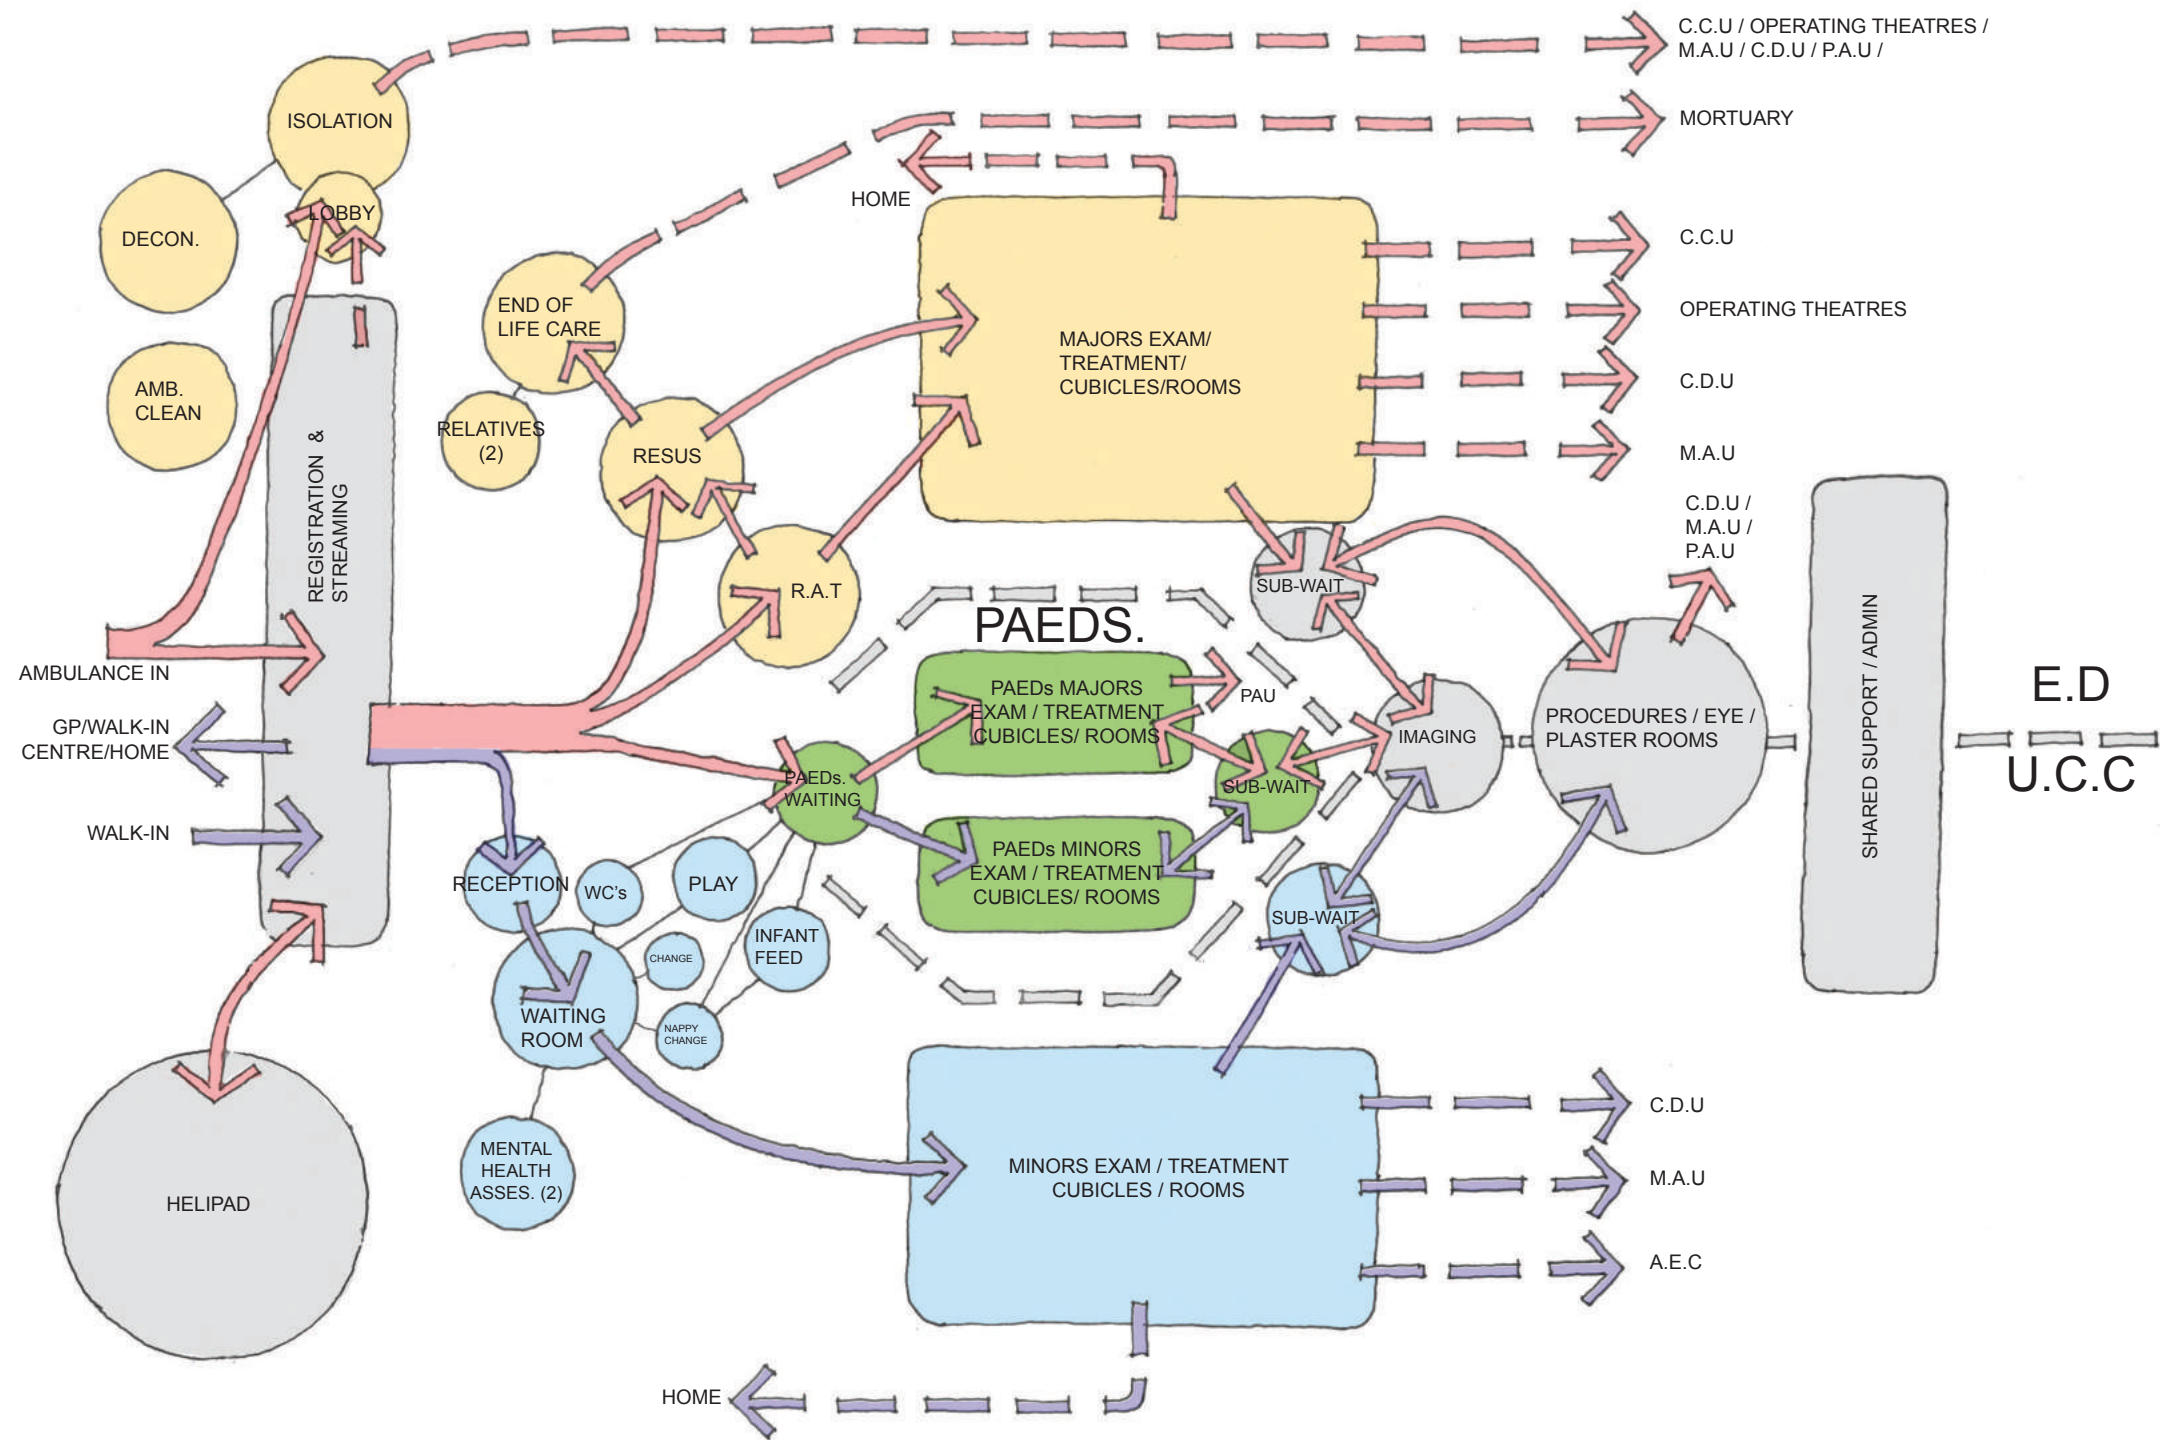 C.C.U / OPERATING THEATRES /
M.A.U / C.D.U / P.A.U /
ISOLATION
MORTUARY
HOME
LOBBY
DECON.
C.C.U
END OF
LIFE CARE
OPERATING THEATRES
MAJORS EXAM/
TREATMENT/
CUBICLES/ROOMS
C.D.U
AMB.
CLEAN
RELATIVES
(2)
RESUS
M.A.U
REGISTRATION &
STREAMING
C.D.U /
M.A.U /
P.A.U
R.A.T
SUB-WAIT
PAEDS.
AMBULANCE IN
PAEDs MAJORS
EXAM / TREATMENT
CUBICLES/ ROOMS
PAU
SHARED SUPPORT / ADMIN
E.D
GP/WALK-IN
CENTRE/HOME
IMAGING
PROCEDURES / EYE /
PLASTER ROOMS
U.C.C
PAEDs.
WAITING
SUB-WAIT
WALK-IN
PAEDs MINORS
EXAM / TREATMENT
CUBICLES/ ROOMS
RECEPTION
WC's
PLAY
SUB-WAIT
INFANT
FEED
CHANGE
WAITING
ROOM
NAPPY
CHANGE
C.D.U
MENTAL
HEALTH
ASSES. (2)
MINORS EXAM / TREATMENT
CUBICLES / ROOMS
M.A.U
HELIPAD
A.E.C
HOME